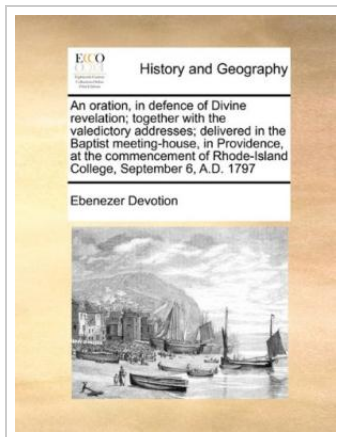 ECCO
History and Geography
An oration, in defence of Divine
revelation; together with the
valedictory addresses; delivered in the
Baptist meeting-house, in Providence,
at the commencement of Rhode-Island
College, September 6, A.D. 1797
Ebenezer Devotion